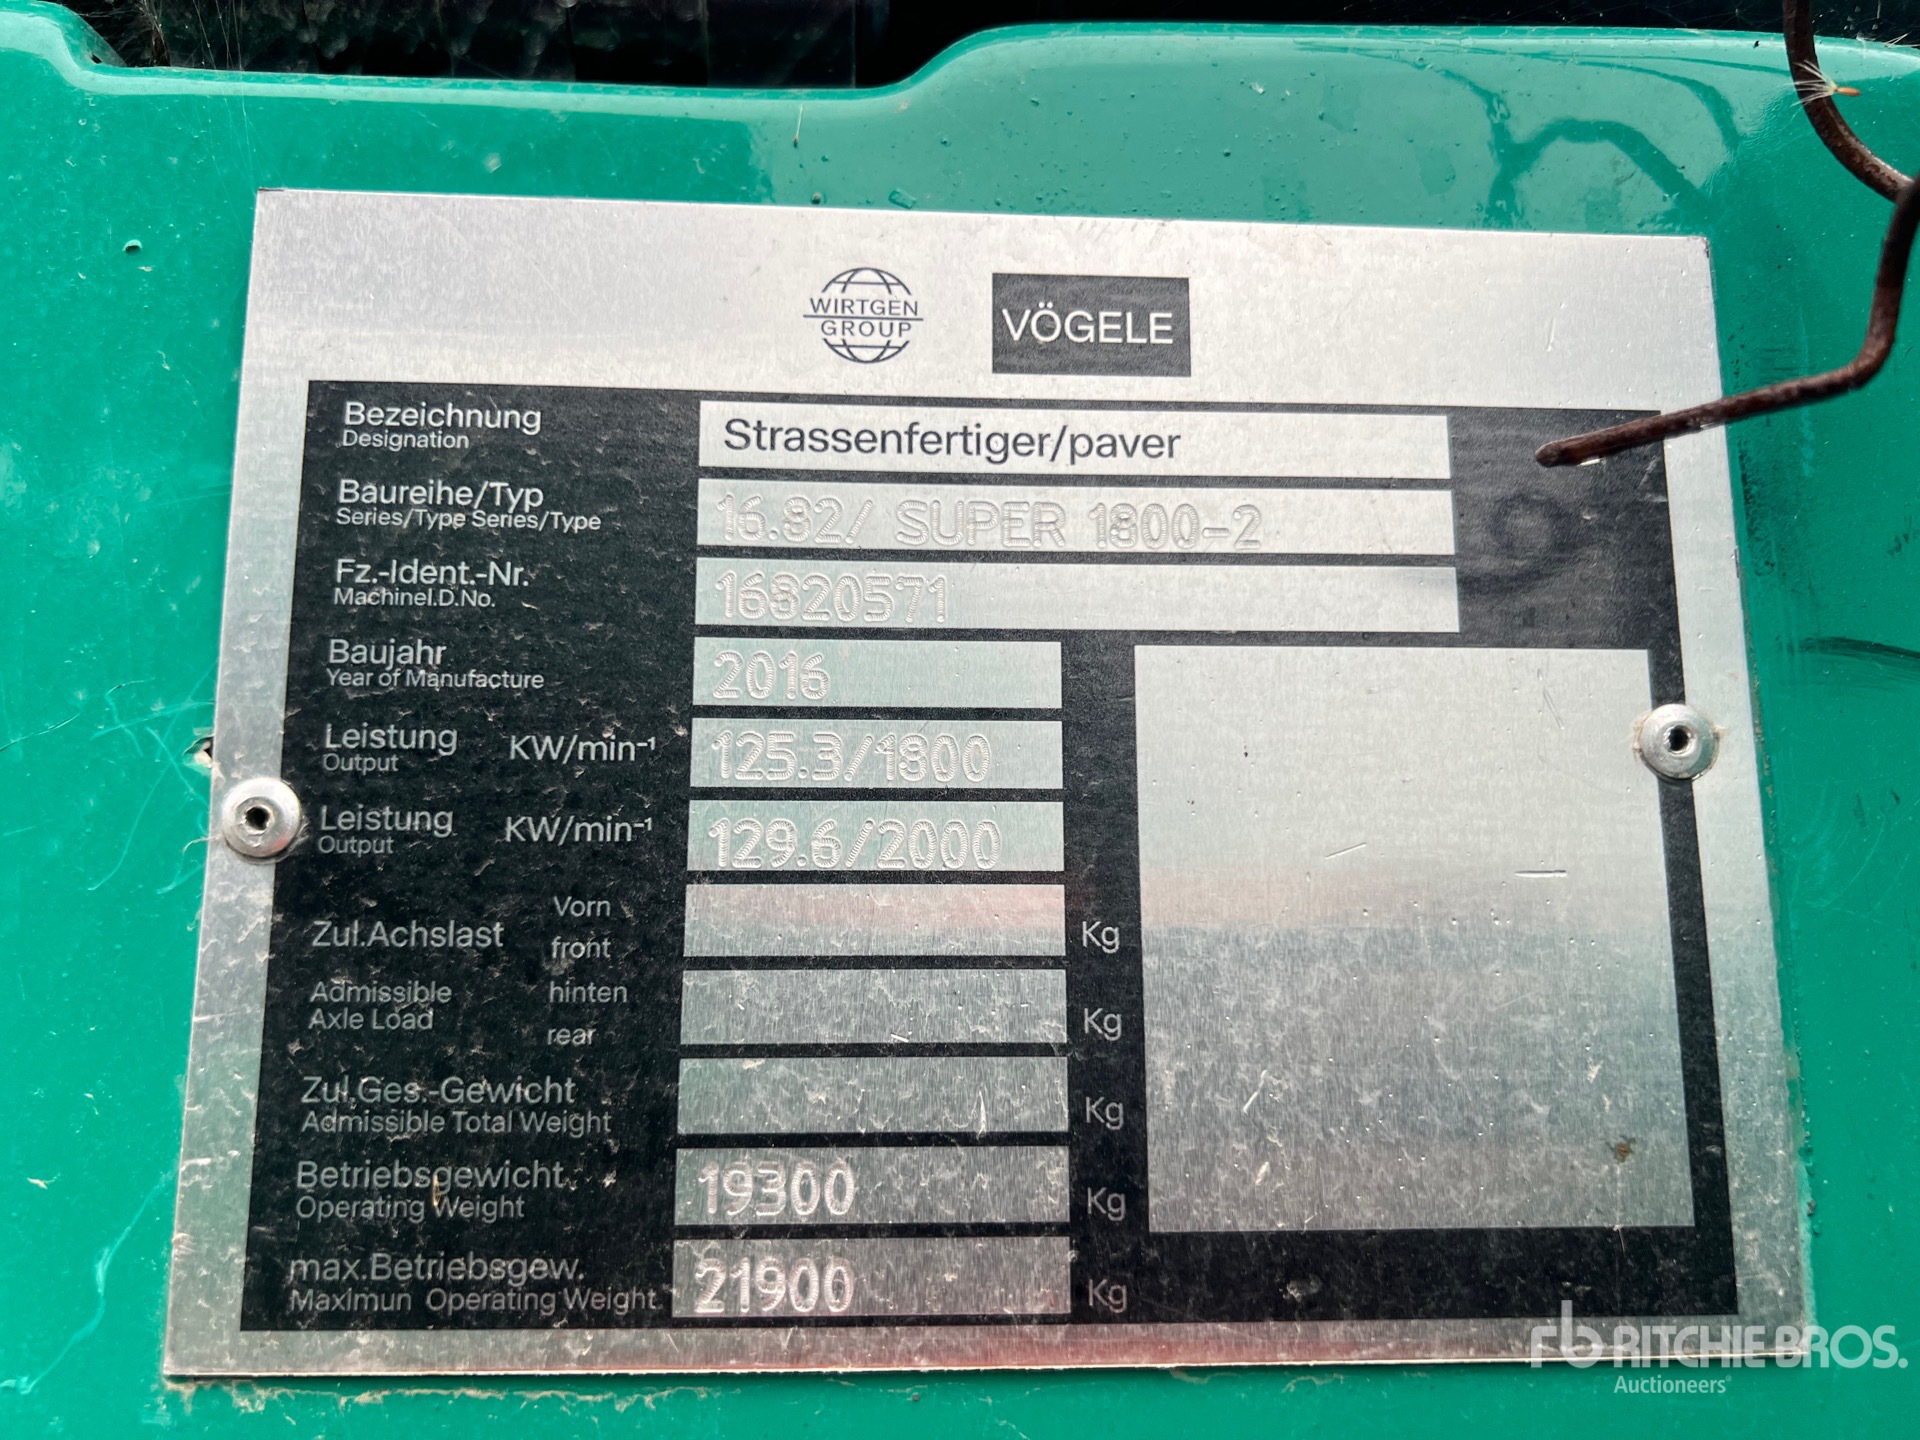 WIRTGEN
GROUP
VÖGELE
Bezeichnung
Designation
Strassenfertiger/paver
Baureihe/Typ
Series/Type Series/Type
16.82/ SUPER 1800-2
Fz.-Ident.-Nr.
MachineI.D.No.
16820571
Baujahr
Year of Manufacture
2016
Leistung KW/min⁻¹
Output
125.3/1800
Leistung KW/min⁻¹
Output
129.6/2000
Zul.Achslast
Vorn
front
Kg
Admissible
Axle Load
hinten
rear
Kg
Zul.Ges.-Gewicht
Admissible Total Weight
Kg
Betriebsgewicht
Operating Weight
19300 Kg
max.Betriebsgew.
MaxImun Operating Weight
21900 Kg
rb RITCHIE BROS.
Auctioneers